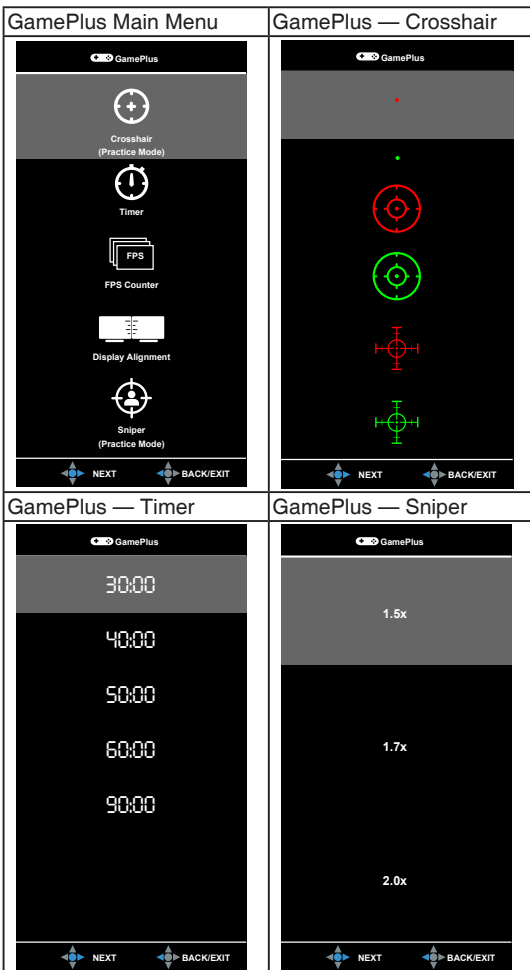 GamePlus Main Menu
GamePlus
Crosshair
(Practice Mode)
Timer
FPS
FPS Counter
Display Alignment
Sniper
(Practice Mode)
NEXT
BACK/EXIT
GamePlus — Crosshair
GamePlus
NEXT
BACK/EXIT
GamePlus — Timer
GamePlus
30:00
40:00
50:00
60:00
90:00
NEXT
BACK/EXIT
GamePlus — Sniper
GamePlus
1.5x
1.7x
2.0x
NEXT
BACK/EXIT